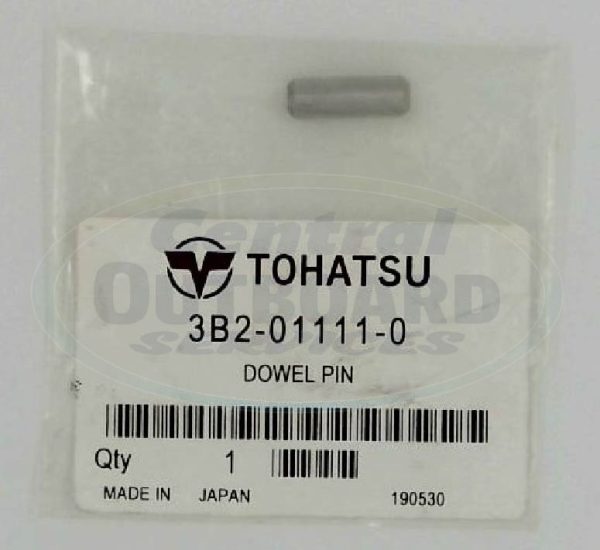 Central
OUTBOARD
SERVICES
TOHATSU
3B2-01111-0
DOWEL PIN
Qty 1
MADE IN JAPAN 190530